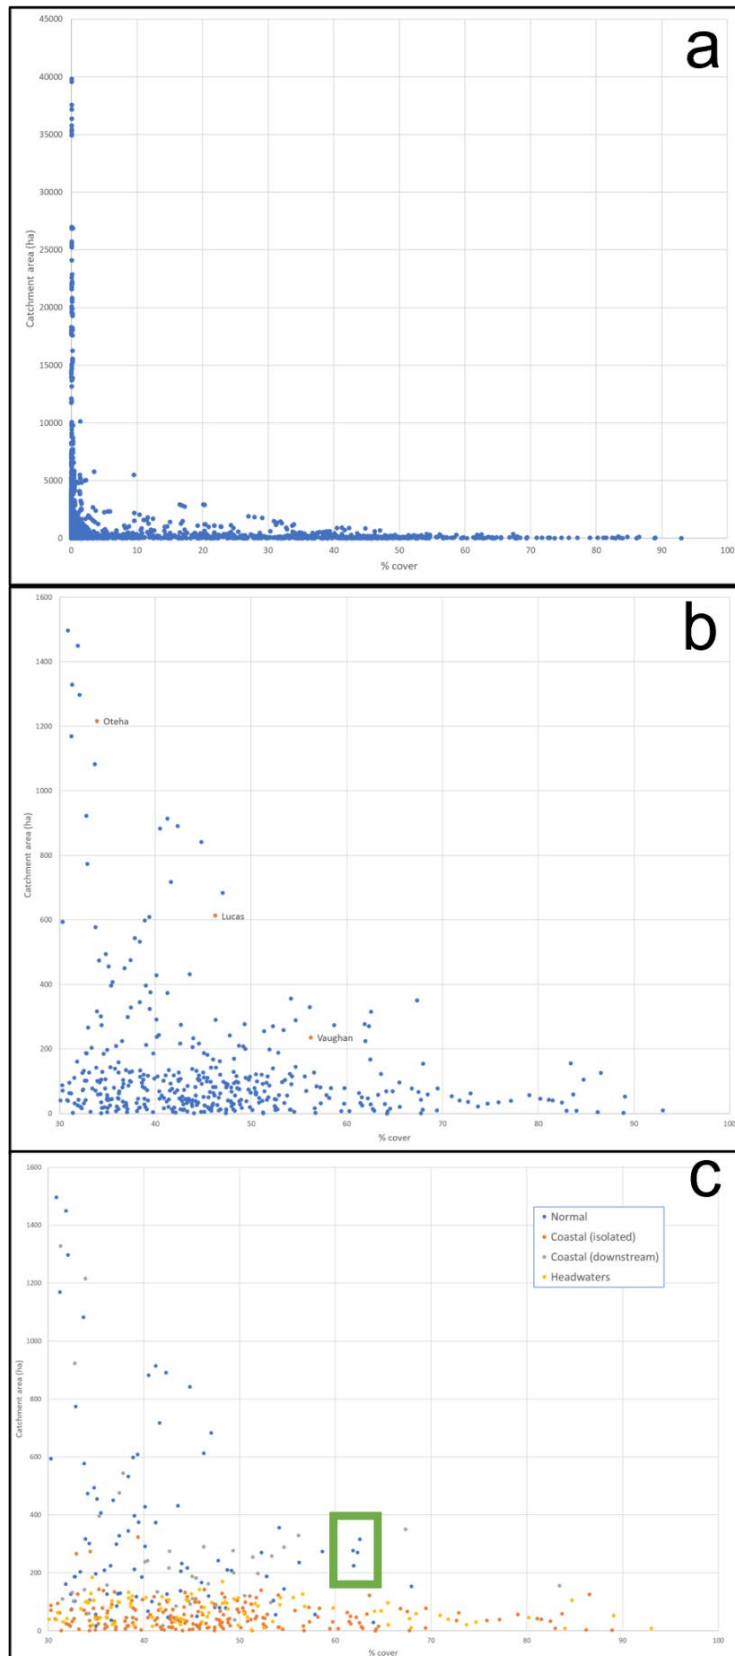 a
45000
40000
35000
30000
25000
20000
15000
10000
5000
0
Catchment area (ha)
0 10 20 30 40 50 60 70 80 90 100
% cover
b
1600
1400
1200
1000
800
600
400
200
0
Catchment area (ha)
Oteha
Lucas
Vaughan
30 40 50 60 70 80 90 100
% cover
c
1600
1400
1200
1000
800
600
400
200
0
Catchment area (ha)
Normal
Coastal (isolated)
Coastal (downstream)
Headwaters
30 40 50 60 70 80 90 100
% cover